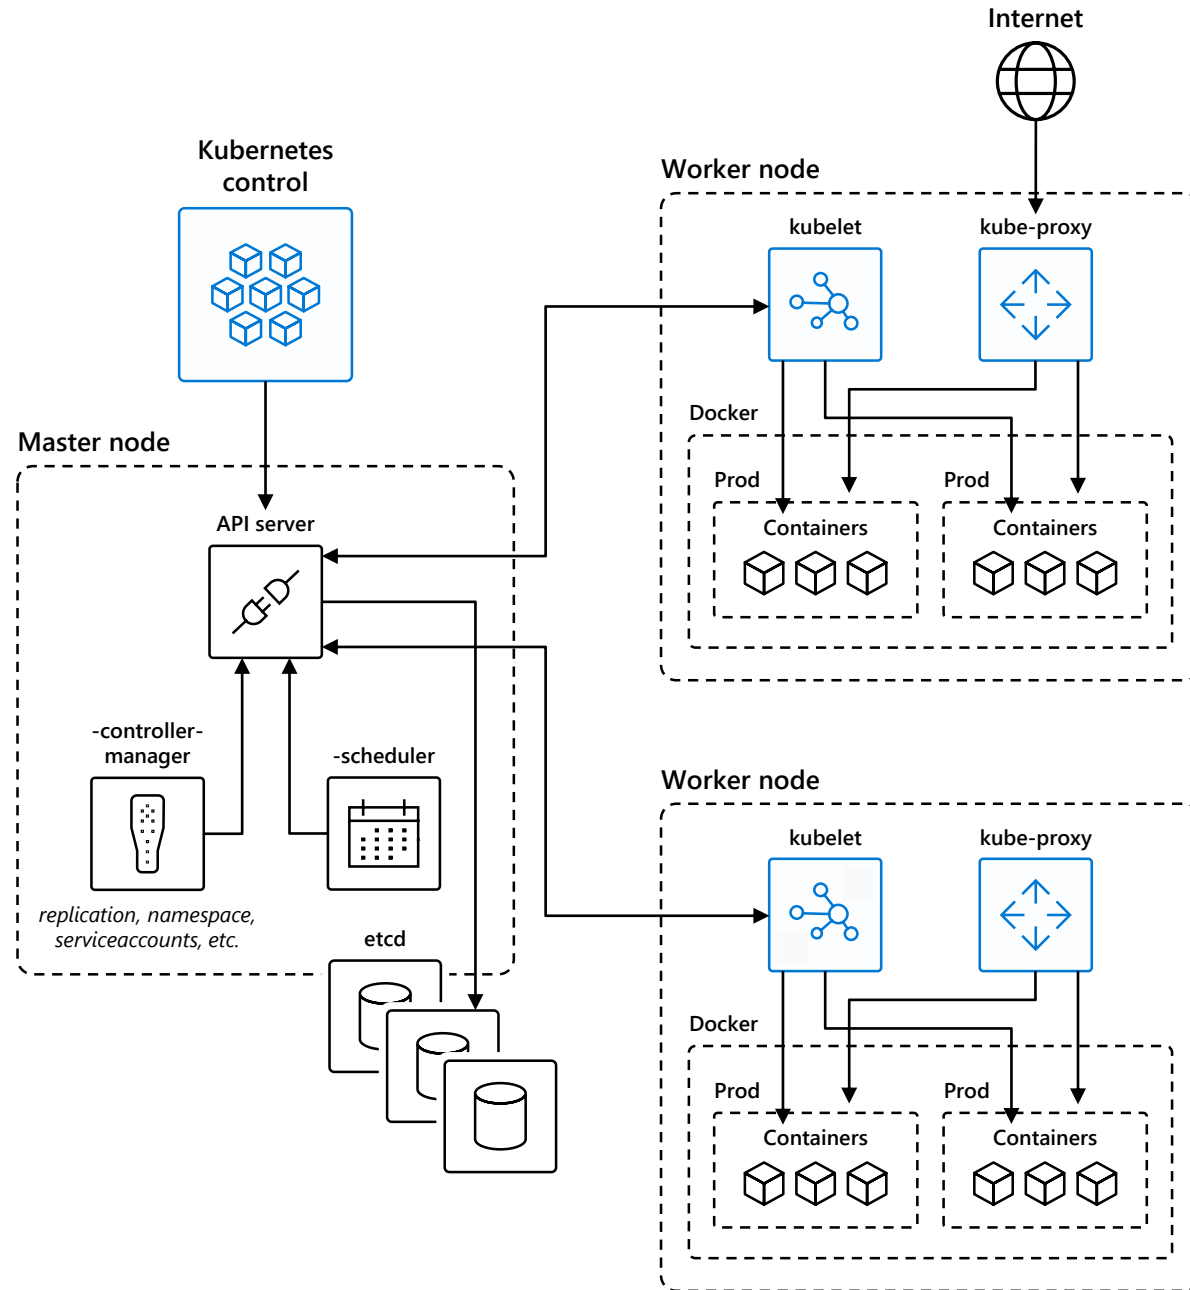 Internet
Kubernetes
control
Worker node
kubelet
kube-proxy
Docker
Prod
Prod
Containers
Containers
Master node
API server
-controller-
manager
-scheduler
replication, namespace,
serviceaccounts, etc.
etcd
Worker node
kubelet
kube-proxy
Docker
Prod
Prod
Containers
Containers